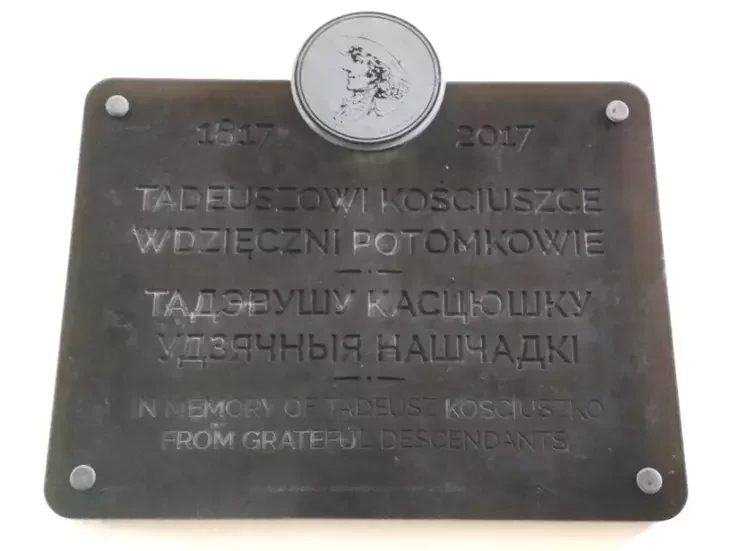 1817 2017
TADEUSZOWI KOŚCIUSZCE
WDZIĘCZNI POTOMKOWIE
ТАДЭВУШУ КАСЦЮШКУ
УДЗЯЧНЫЯ НАШЧАДКІ
IN MEMORY OF TADEUSZ KOSCIUSZKO
FROM GRATEFUL DESCENDANTS